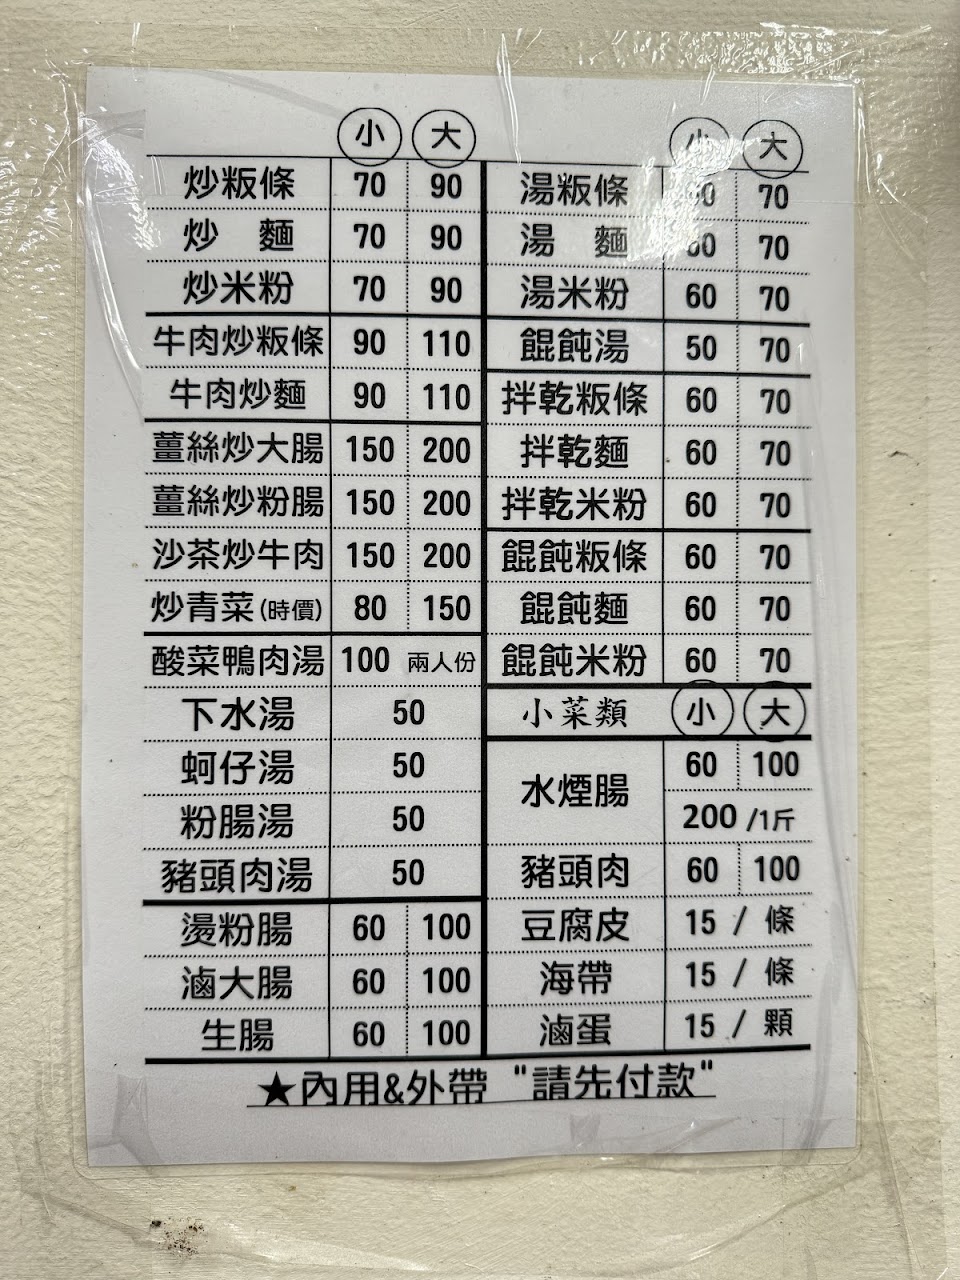 小 大
炒粄條 70 90
炒 麵 70 90
炒米粉 70 90
牛肉炒粄條 90 110
牛肉炒麵 90 110
薑絲炒大腸 150 200
薑絲炒粉腸 150 200
沙茶炒牛肉 150 200
炒青菜(時價) 80 150
酸菜鴨肉湯 100 兩人份
下水湯 50
蚵仔湯 50
粉腸湯 50
豬頭肉湯 50
燙粉腸 60 100
滷大腸 60 100
生腸 60 100
小 大
湯粄條 70
湯 麵 70
湯米粉 60 70
餛飩湯 50 70
拌乾粄條 60 70
拌乾麵 60 70
拌乾米粉 60 70
餛飩粄條 60 70
餛飩麵 60 70
餛飩米粉 60 70
小菜類 小 大
水煙腸 60 100
200 /1斤
豬頭肉 60 100
豆腐皮 15 / 條
海帶 15 / 條
滷蛋 15 / 顆
★內用&外帶 "請先付款"